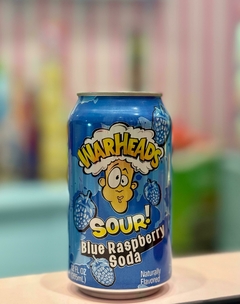 WARHEADS
SOUR!
Blue Raspberry
Soda
Naturally
Flavored